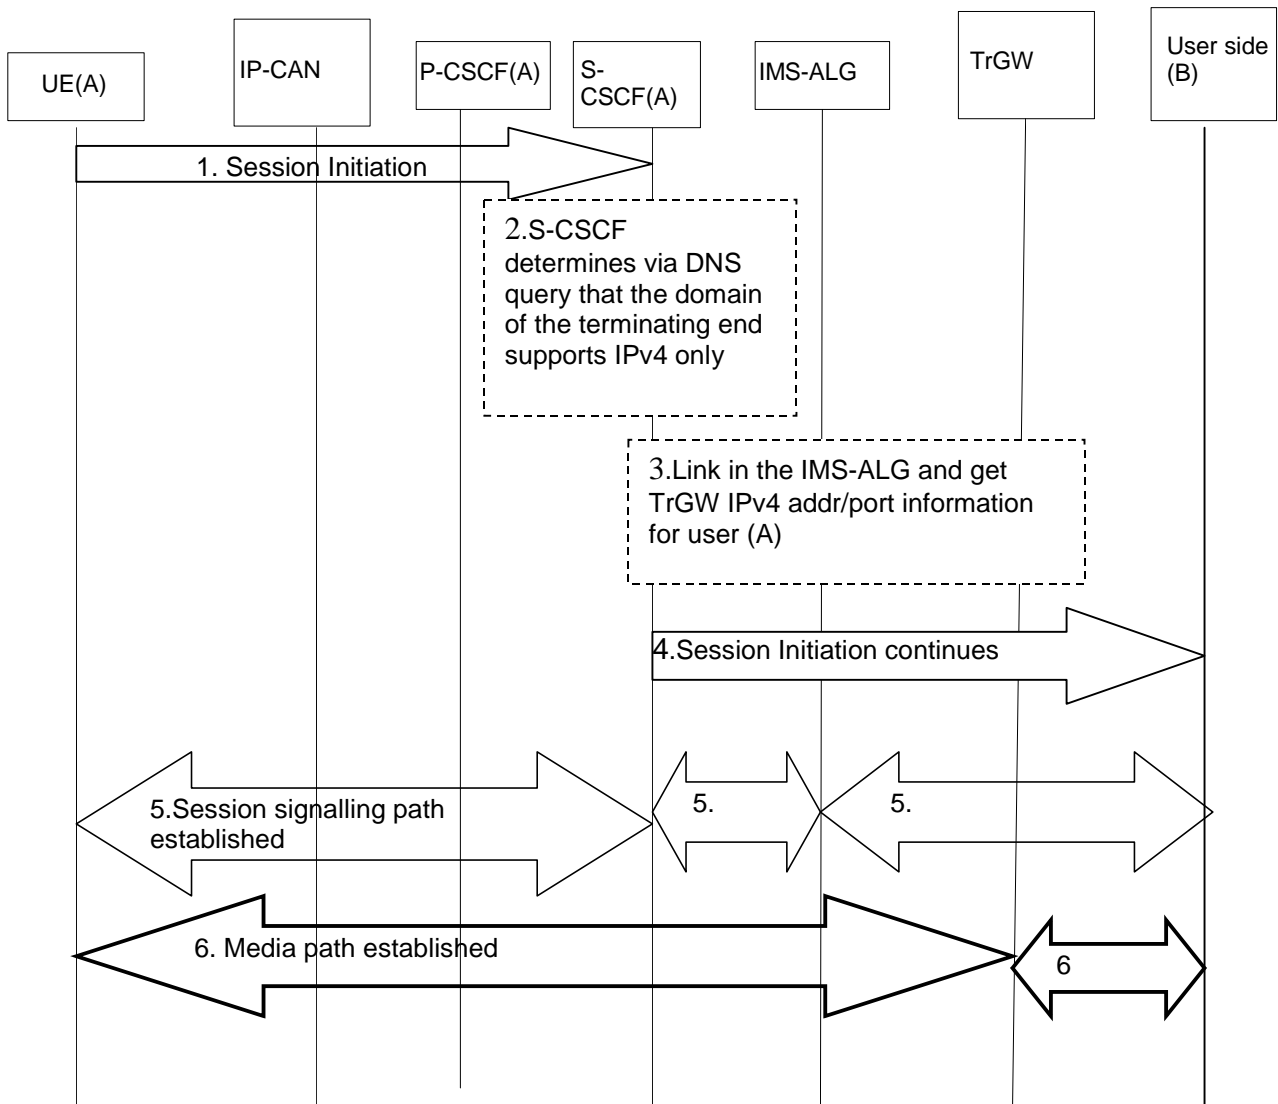 UE(A)
IP-CAN
P-CSCF(A)
S-
CSCF(A)
IMS-ALG
TrGW
User side
(B)
1. Session Initiation
2.S-CSCF
determines via DNS
query that the domain
of the terminating end
supports IPv4 only
3.Link in the IMS-ALG and get
TrGW IPv4 addr/port information
for user (A)
4.Session Initiation continues
5.Session signalling path
established
5.
5.
6. Media path established
6